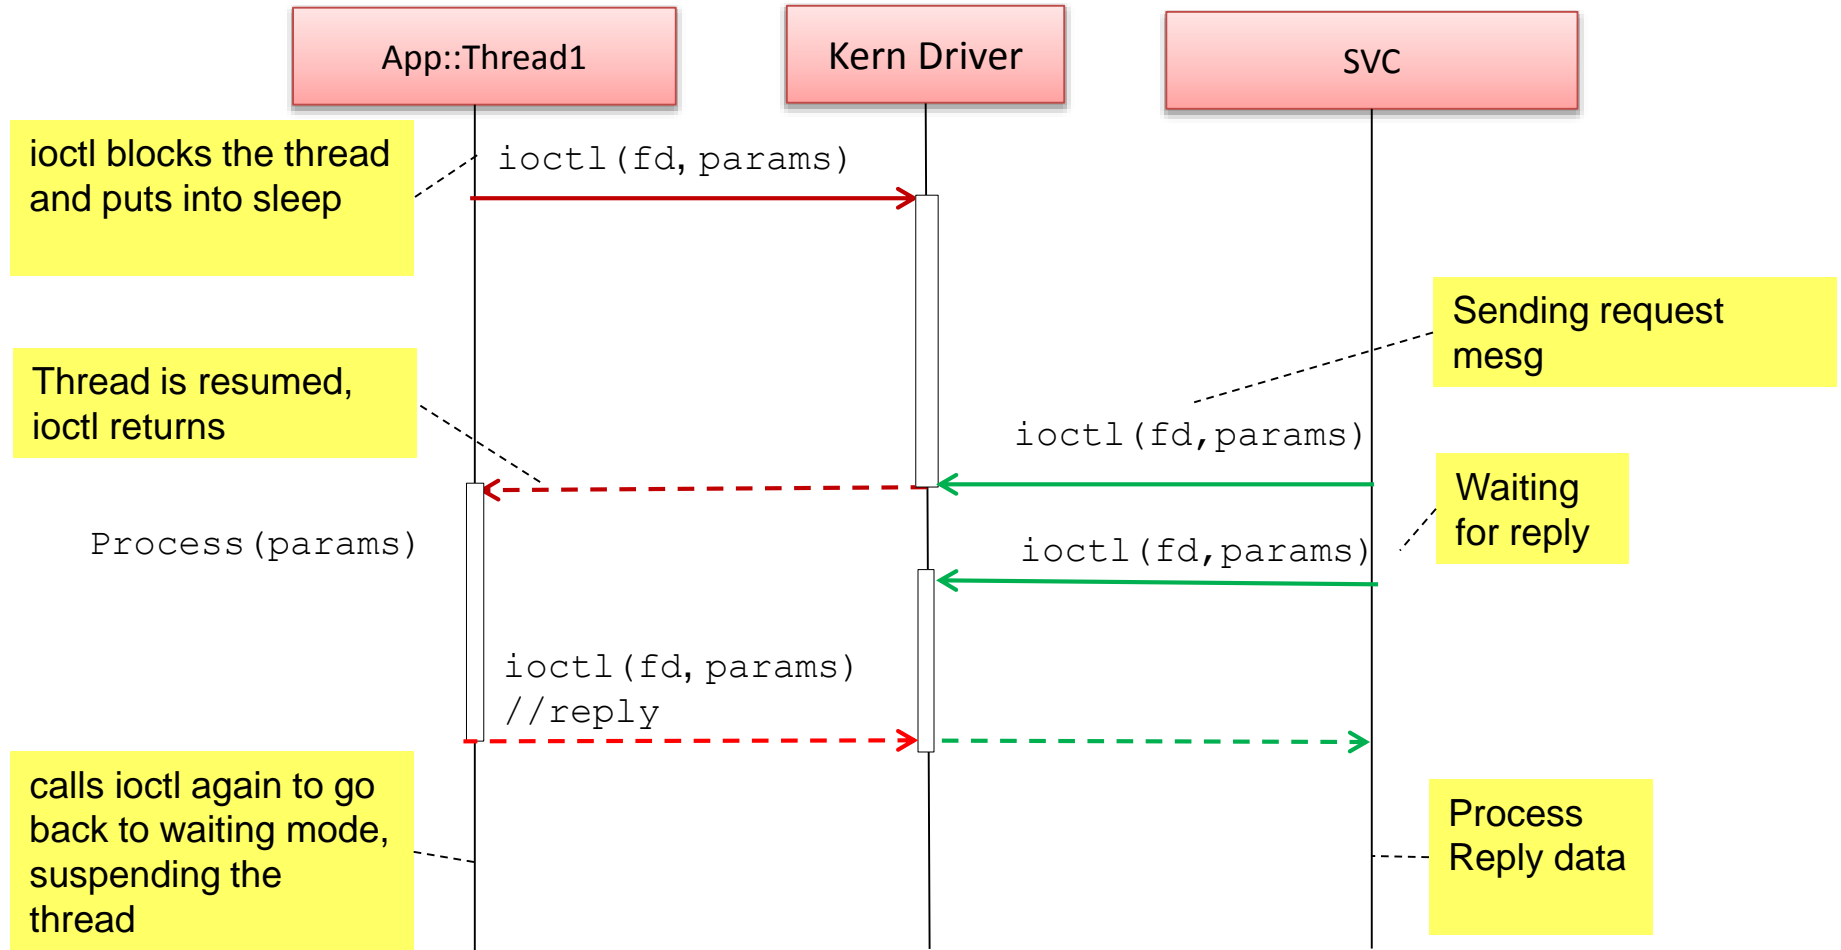 App::Thread1
Kern Driver
SVC
ioctl blocks the thread
and puts into sleep
ioctl(fd, params)
Sending request
mesg
Thread is resumed,
ioctl returns
ioctl(fd,params)
Waiting
for reply
Process(params)
ioctl(fd,params)
ioctl(fd, params)
//reply
calls ioctl again to go
back to waiting mode,
suspending the
thread
Process
Reply data